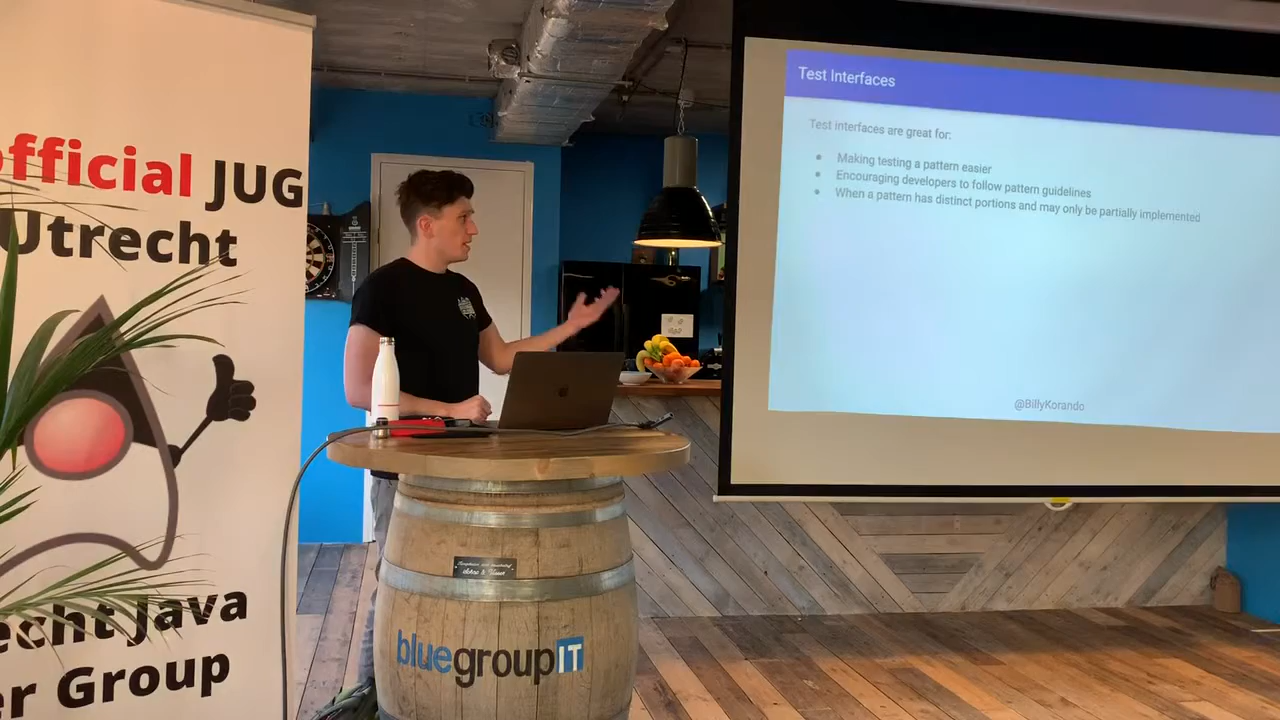 official JUG
Utrecht
echt Java
er Group
Test Interfaces
Test interfaces are great for:
Making testing a pattern easier
Encouraging developers to follow pattern guidelines
When a pattern has distinct portions and may only be partially implemented
@BillyKorando
bluegroupIT